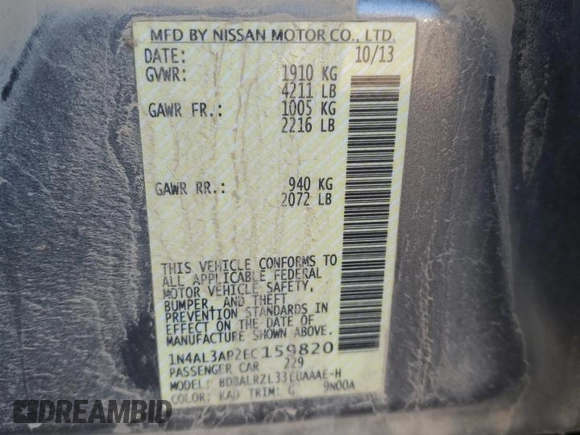 MFD BY NISSAN MOTOR CO., LTD.
DATE: 10/13
GVWR: 1910 KG
4211 LB
GAWR FR.: 1005 KG
2216 LB
GAWR RR.: 940 KG
2072 LB
THIS VEHICLE CONFORMS TO
ALL APPLICABLE FEDERAL
MOTOR VEHICLE SAFETY,
BUMPER, AND THEFT
PREVENTION STANDARDS IN
EFFECT ON THE DATE OF
MANUFACTURE SHOWN ABOVE.
1N4AL3AP2EC159820
PASSENGER CAR 229
MODEL:
COLOR: KAD TRIM: G 9N00A
DREAMBID